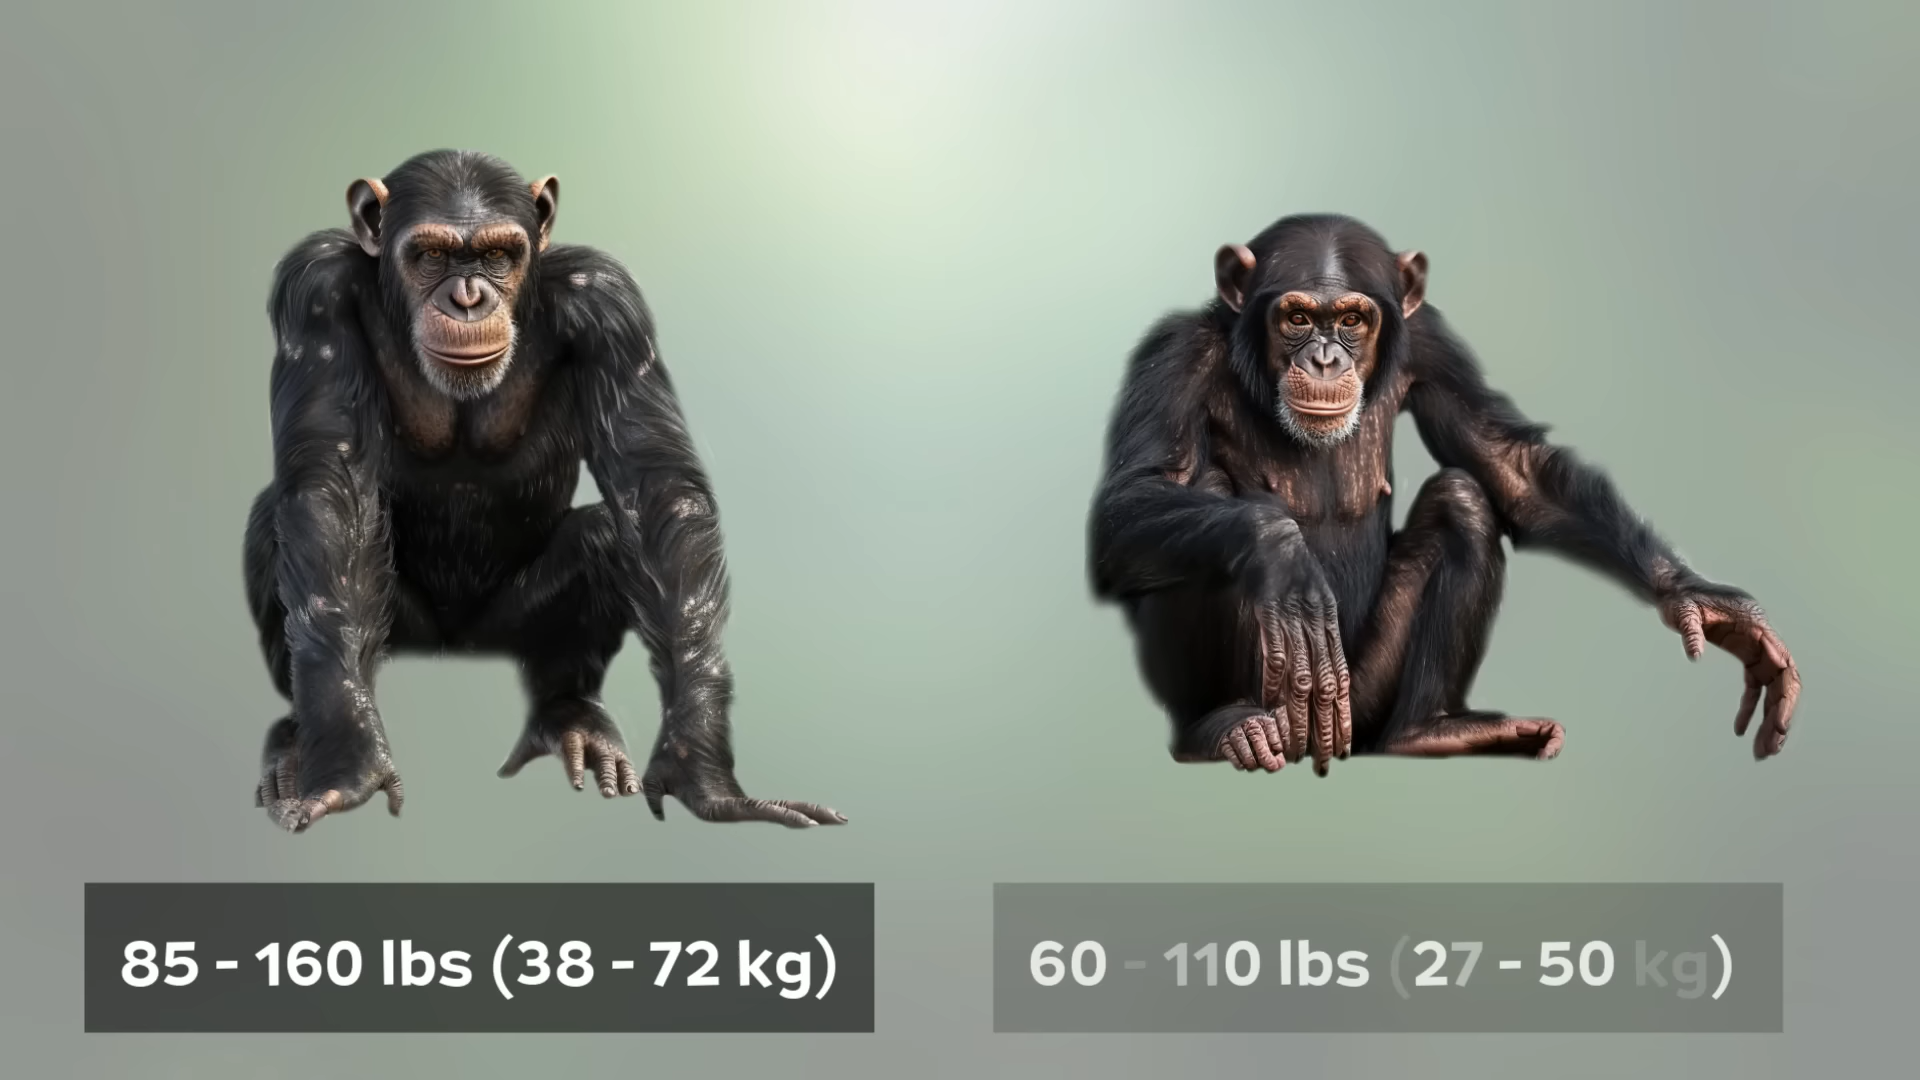 85 - 160 lbs (38 - 72 kg)
60 - 110 lbs (27 - 50 kg)